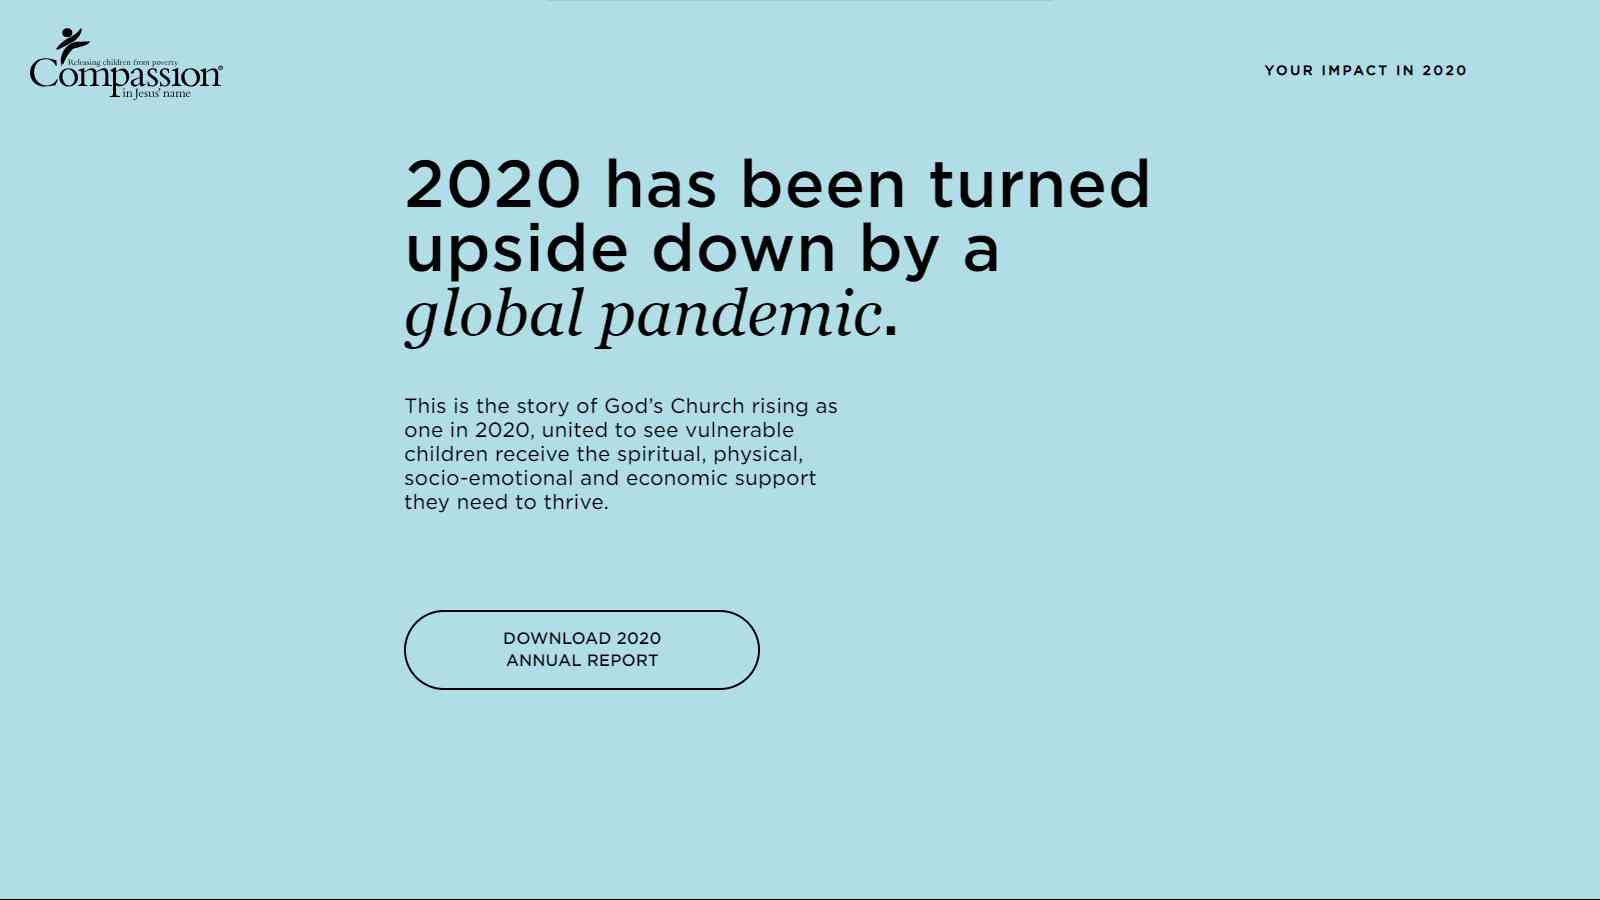 Releasing children from poverty
Compassion®
in Jesus' name
YOUR IMPACT IN 2020
2020 has been turned
upside down by a
global pandemic.
This is the story of God’s Church rising as
one in 2020, united to see vulnerable
children receive the spiritual, physical,
socio-emotional and economic support
they need to thrive.
DOWNLOAD 2020
ANNUAL REPORT